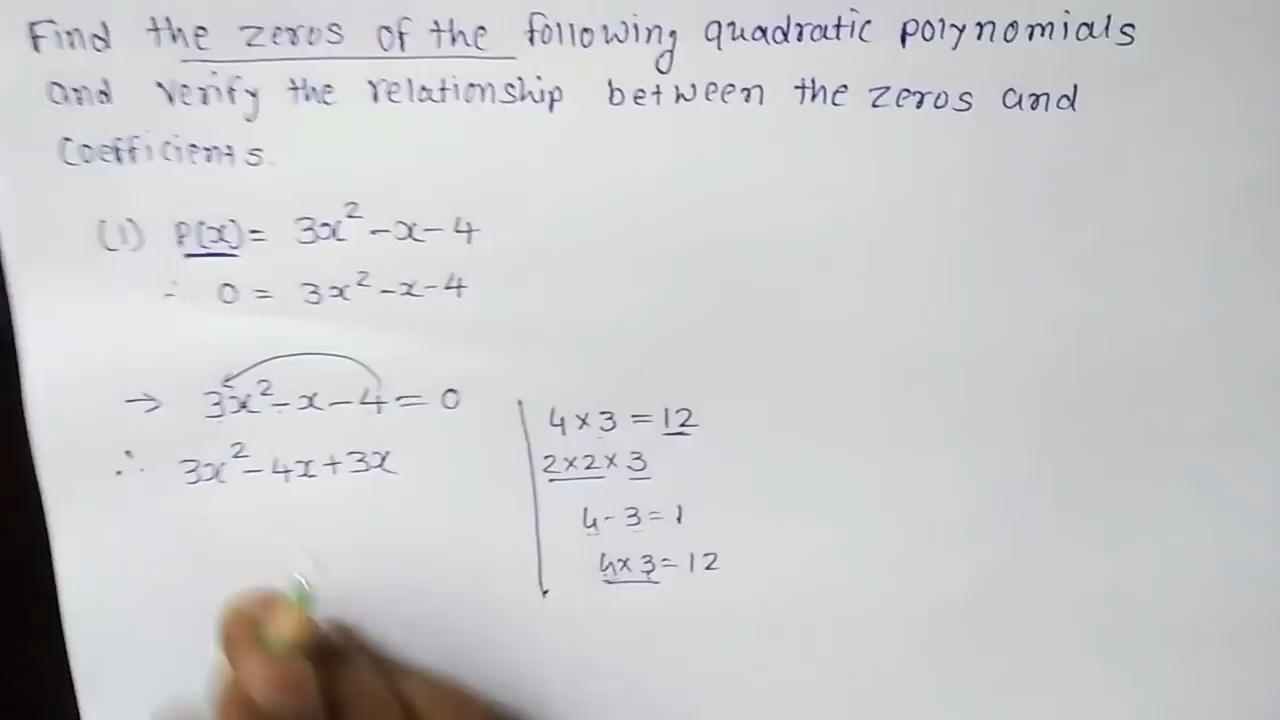 Find the zeros of the following quadratic polynomials
and verify the relationship between the zeros and
coefficients.
(1) P(x) = 3x² - x - 4
∴ 0 = 3x² - x - 4
→ 3x² - x - 4 = 0
∴ 3x² - 4x + 3x
4 × 3 = 12
2 × 2 × 3
4 - 3 = 1
4 × 3 = 12